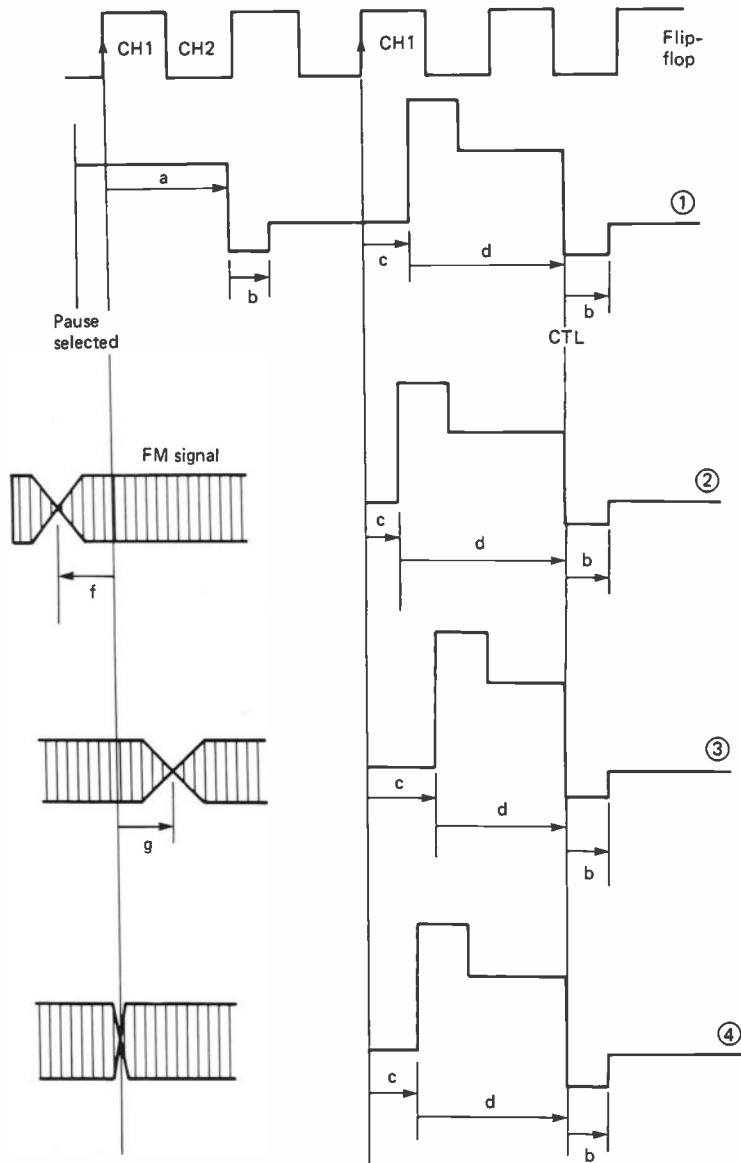 CH1
CH2
CH1
Flip-
flop
a
①
c
d
b
b
Pause
selected
CTL
FM signal
②
c
d
b
f
③
c
d
g
b
④
c
d
b